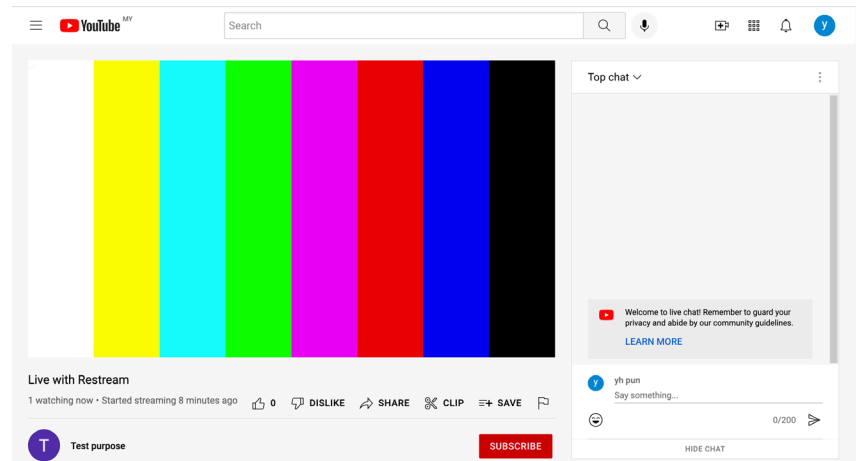 YouTube MY
Search
y
Top chat
Welcome to live chat! Remember to guard your
privacy and abide by our community guidelines.
LEARN MORE
Live with Restream
1 watching now • Started streaming 8 minutes ago
0 DISLIKE SHARE CLIP SAVE
y yh pun
Say something...
0/200
T Test purpose
SUBSCRIBE
HIDE CHAT